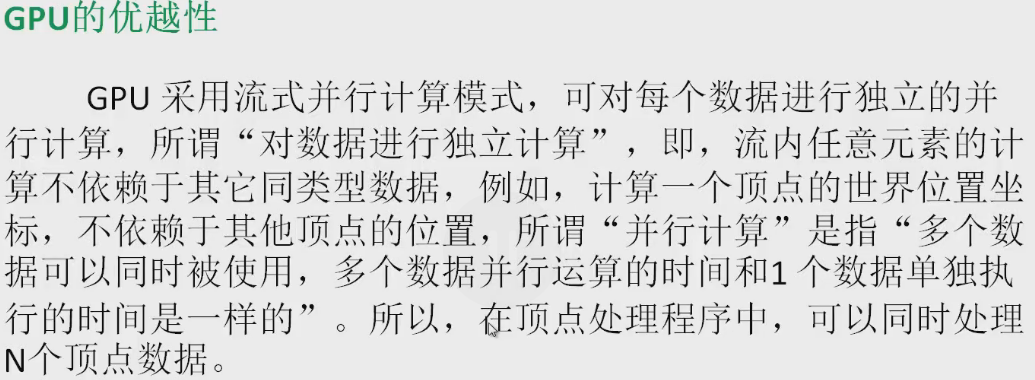 GPU的优越性
GPU 采用流式并行计算模式，可对每个数据进行独立的并
行计算，所谓“对数据进行独立计算”，即，流内任意元素的计
算不依赖于其它同类型数据，例如，计算一个顶点的世界位置坐
标，不依赖于其他顶点的位置，所谓“并行计算”是指“多个数
据可以同时被使用，多个数据并行运算的时间和1 个数据单独执
行的时间是一样的”。所以，在顶点处理程序中，可以同时处理
N个顶点数据。